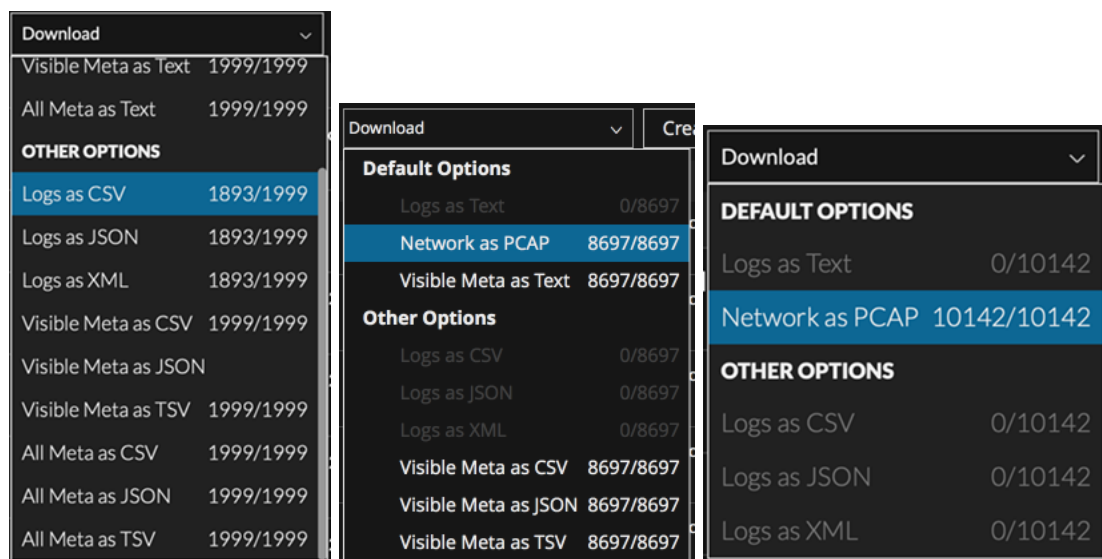 Download
Visible Meta as Text 1999/1999
All Meta as Text 1999/1999
OTHER OPTIONS
Logs as CSV 1893/1999
Logs as JSON 1893/1999
Logs as XML 1893/1999
Visible Meta as CSV 1999/1999
Visible Meta as JSON
Visible Meta as TSV 1999/1999
All Meta as CSV 1999/1999
All Meta as JSON 1999/1999
All Meta as TSV 1999/1999
Download Crea
Default Options
Logs as Text 0/8697
Network as PCAP 8697/8697
Visible Meta as Text 8697/8697
Other Options
Logs as CSV 0/8697
Logs as JSON 0/8697
Logs as XML 0/8697
Visible Meta as CSV 8697/8697
Visible Meta as JSON 8697/8697
Visible Meta as TSV 8697/8697
Download
DEFAULT OPTIONS
Logs as Text 0/10142
Network as PCAP 10142/10142
OTHER OPTIONS
Logs as CSV 0/10142
Logs as JSON 0/10142
Logs as XML 0/10142